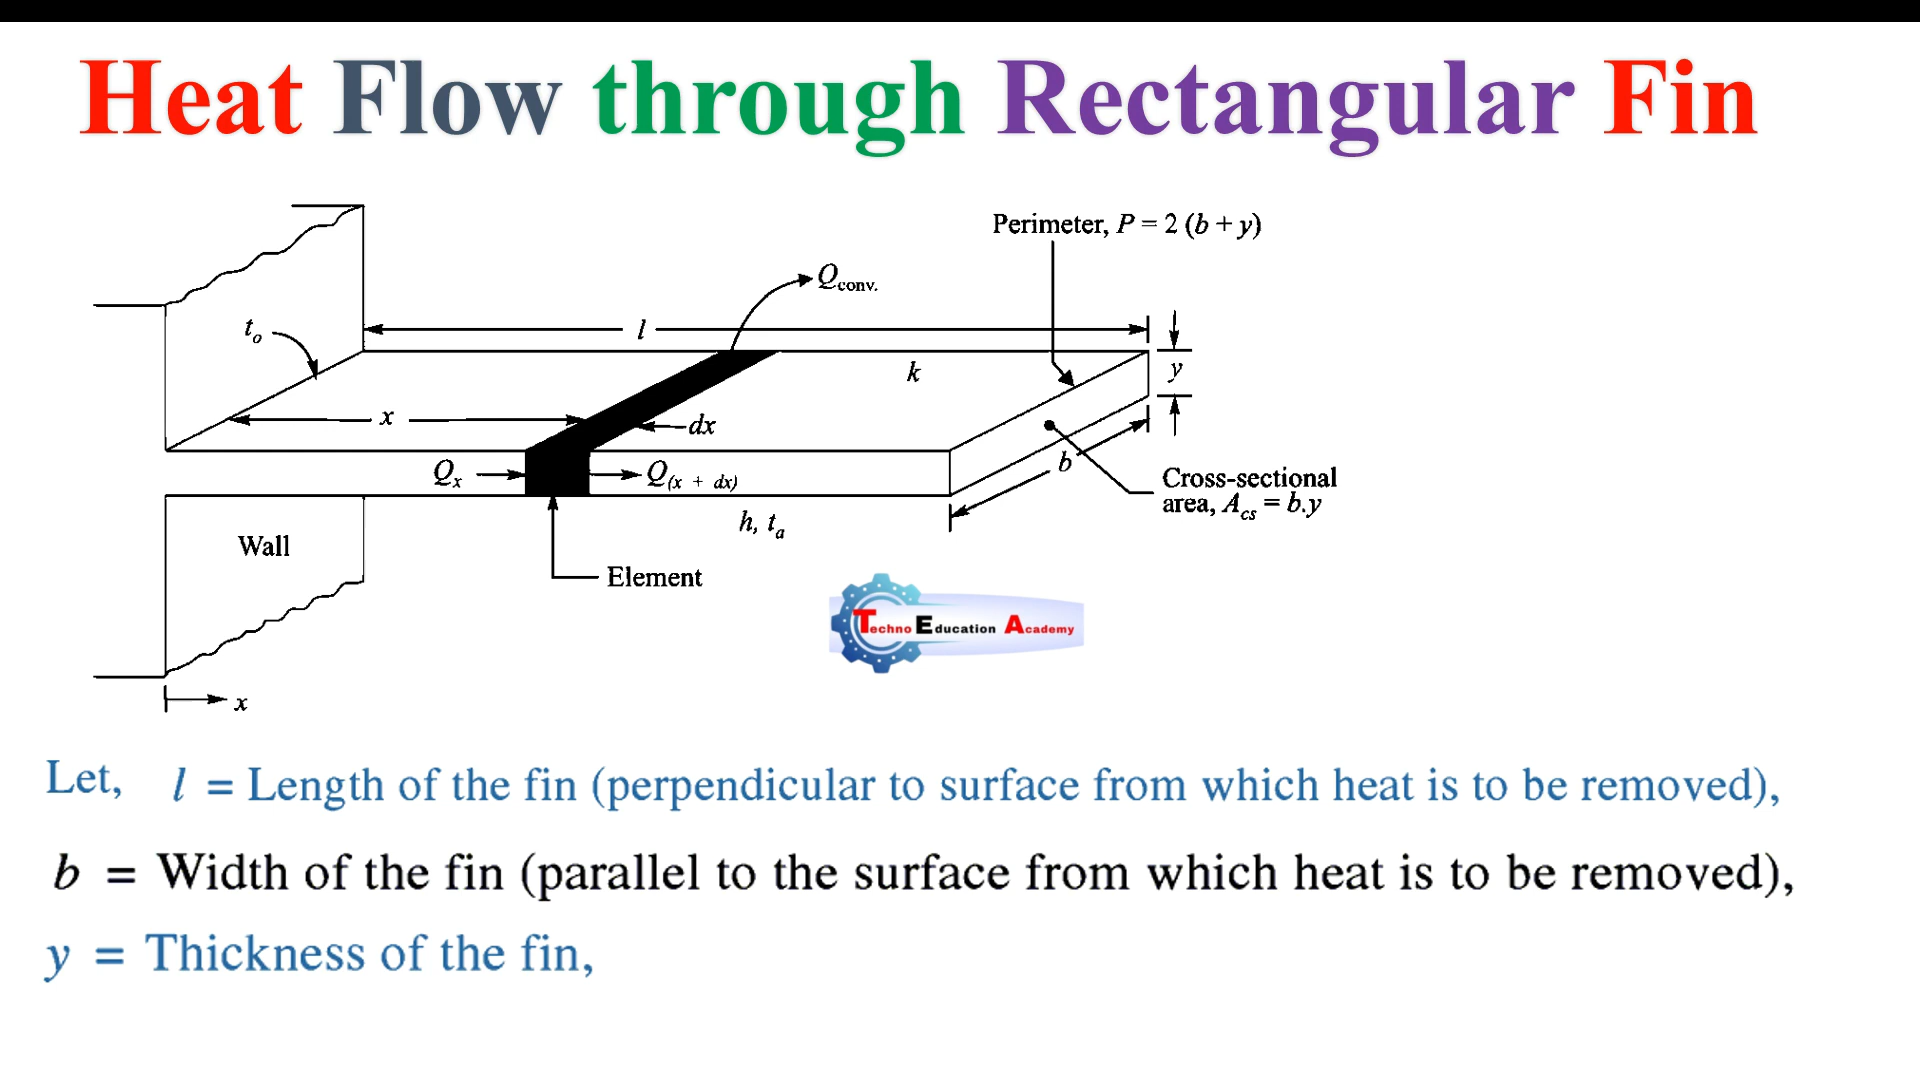 Heat Flow through Rectangular Fin
Perimeter, P = 2 (b + y)
Qconv.
to
l
k
y
x
dx
Qx
Q(x + dx)
b
Cross-sectional
area, Acs = b.y
h, ta
Wall
Element
Techno Education Academy
x
Let, l = Length of the fin (perpendicular to surface from which heat is to be removed),
b = Width of the fin (parallel to the surface from which heat is to be removed),
y = Thickness of the fin,